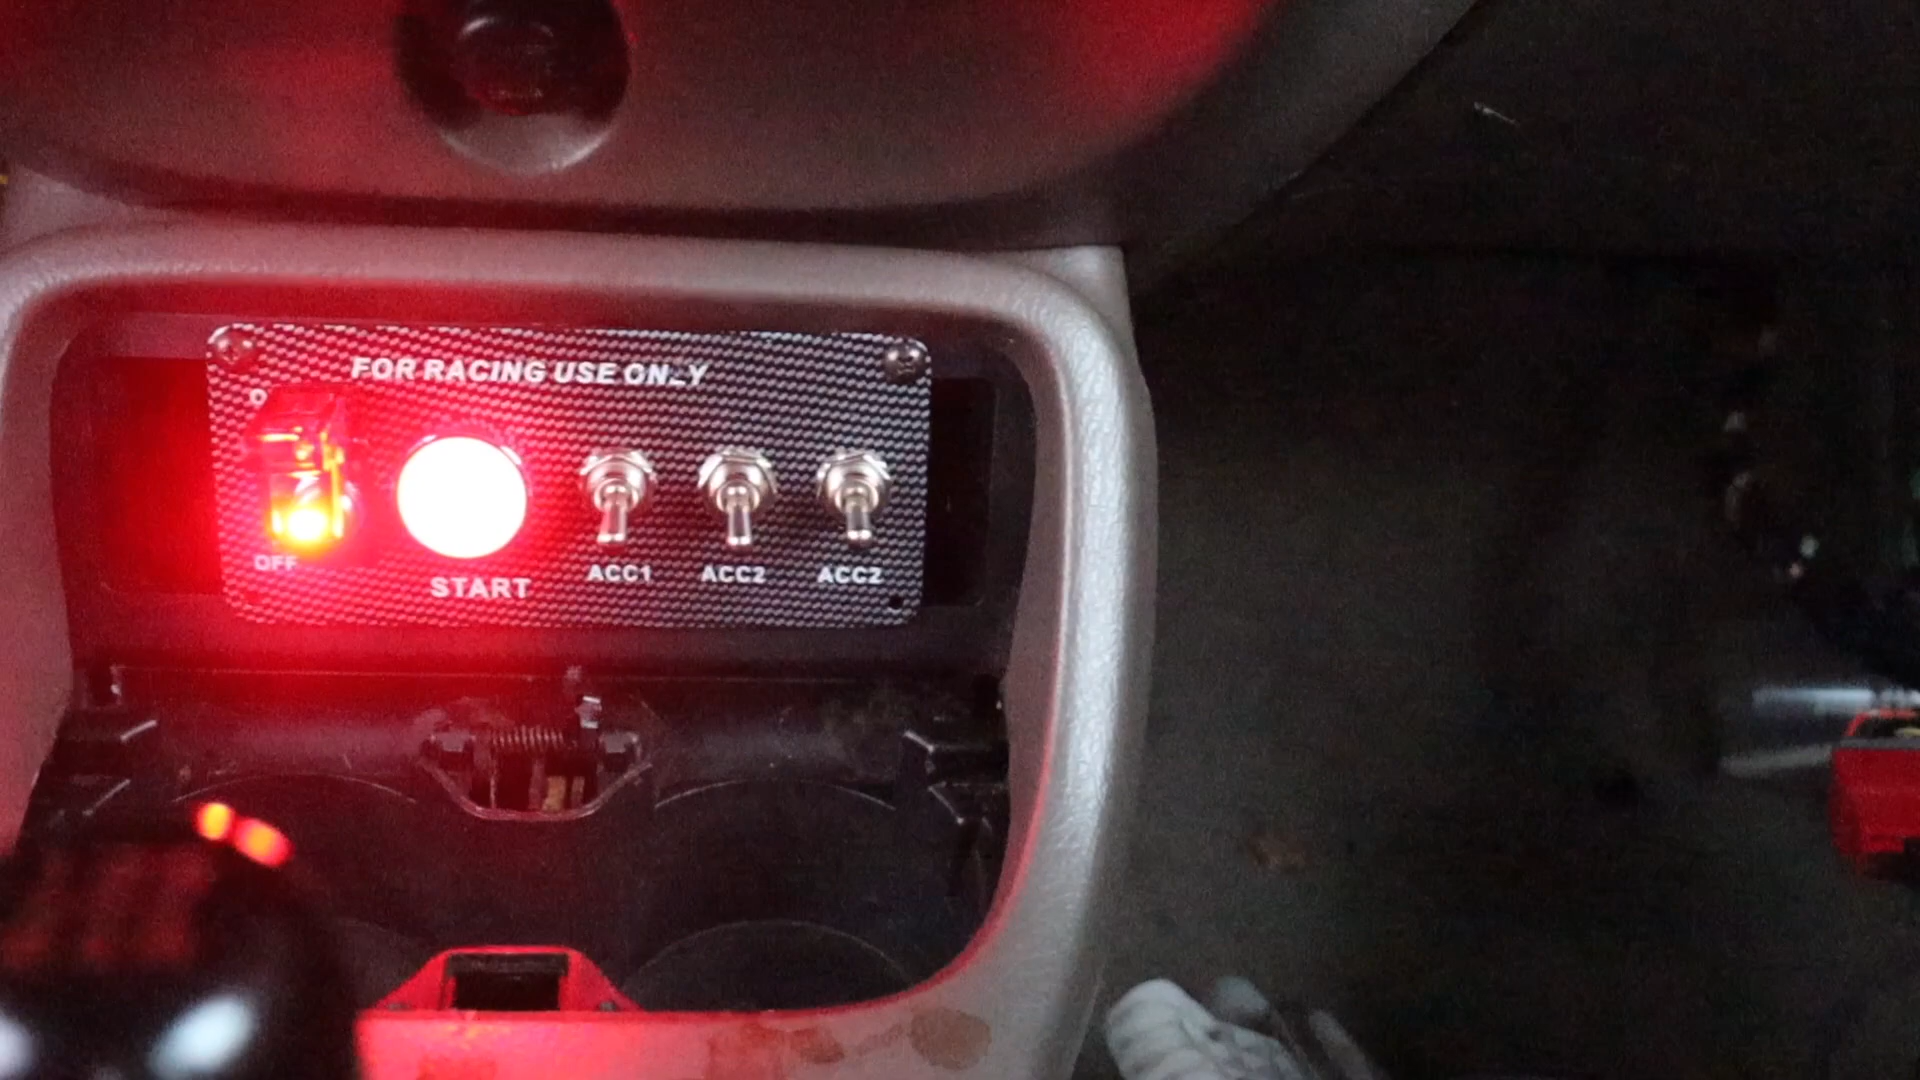 FOR RACING USE ONLY
OFF
START
ACC1
ACC2
ACC2